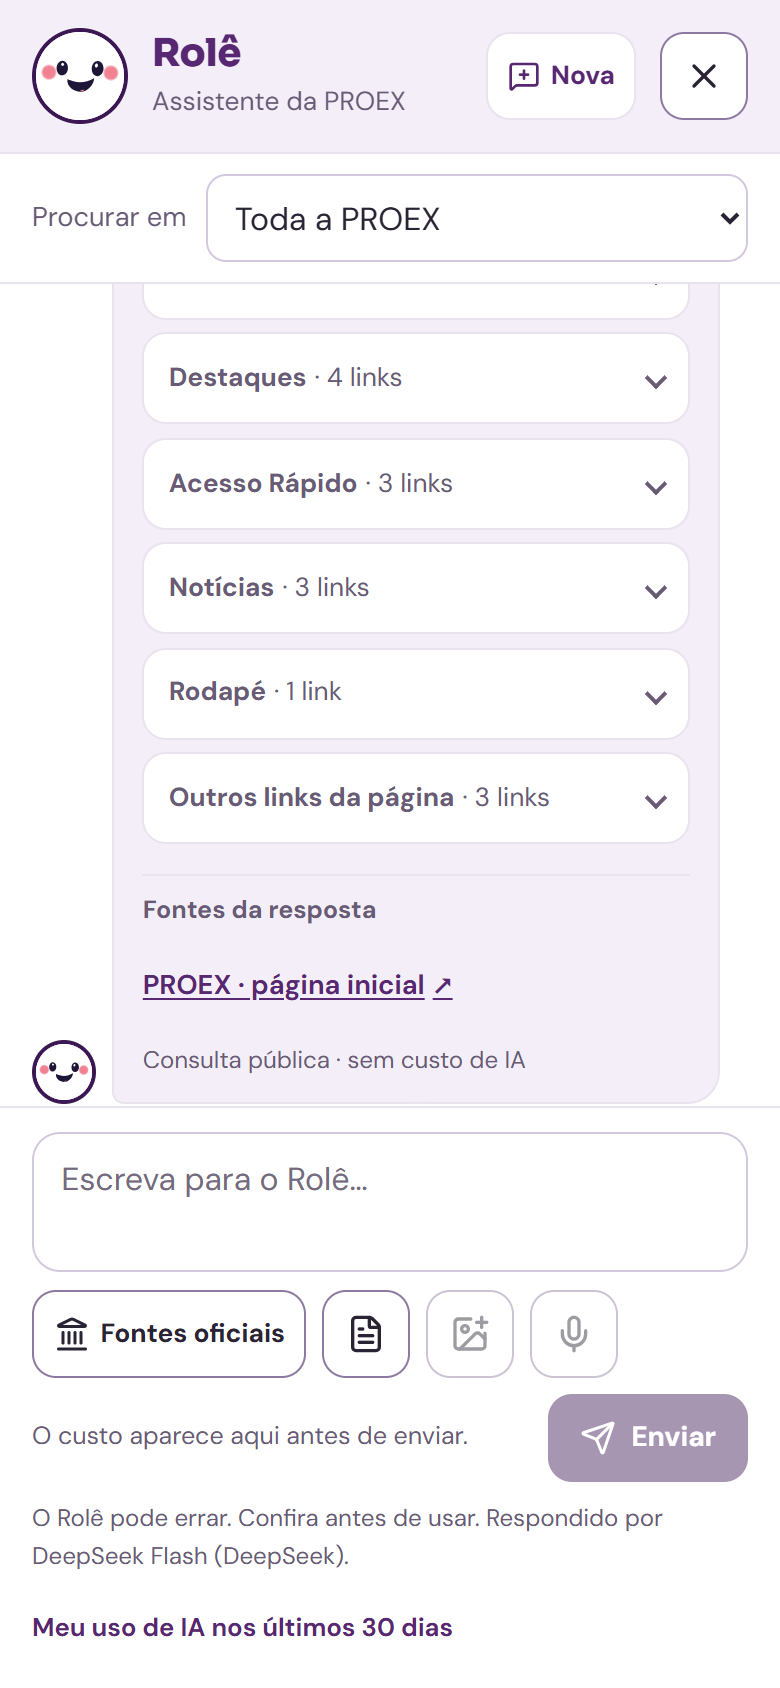 Rolê
Assistente da PROEX
Nova
Procurar em
Toda a PROEX
Destaques · 4 links
Acesso Rápido · 3 links
Notícias · 3 links
Rodapé · 1 link
Outros links da página · 3 links
Fontes da resposta
PROEX · página inicial ↗
Consulta pública · sem custo de IA
Escreva para o Rolê...
Fontes oficiais
O custo aparece aqui antes de enviar.
Enviar
O Rolê pode errar. Confira antes de usar. Respondido por
DeepSeek Flash (DeepSeek).
Meu uso de IA nos últimos 30 dias